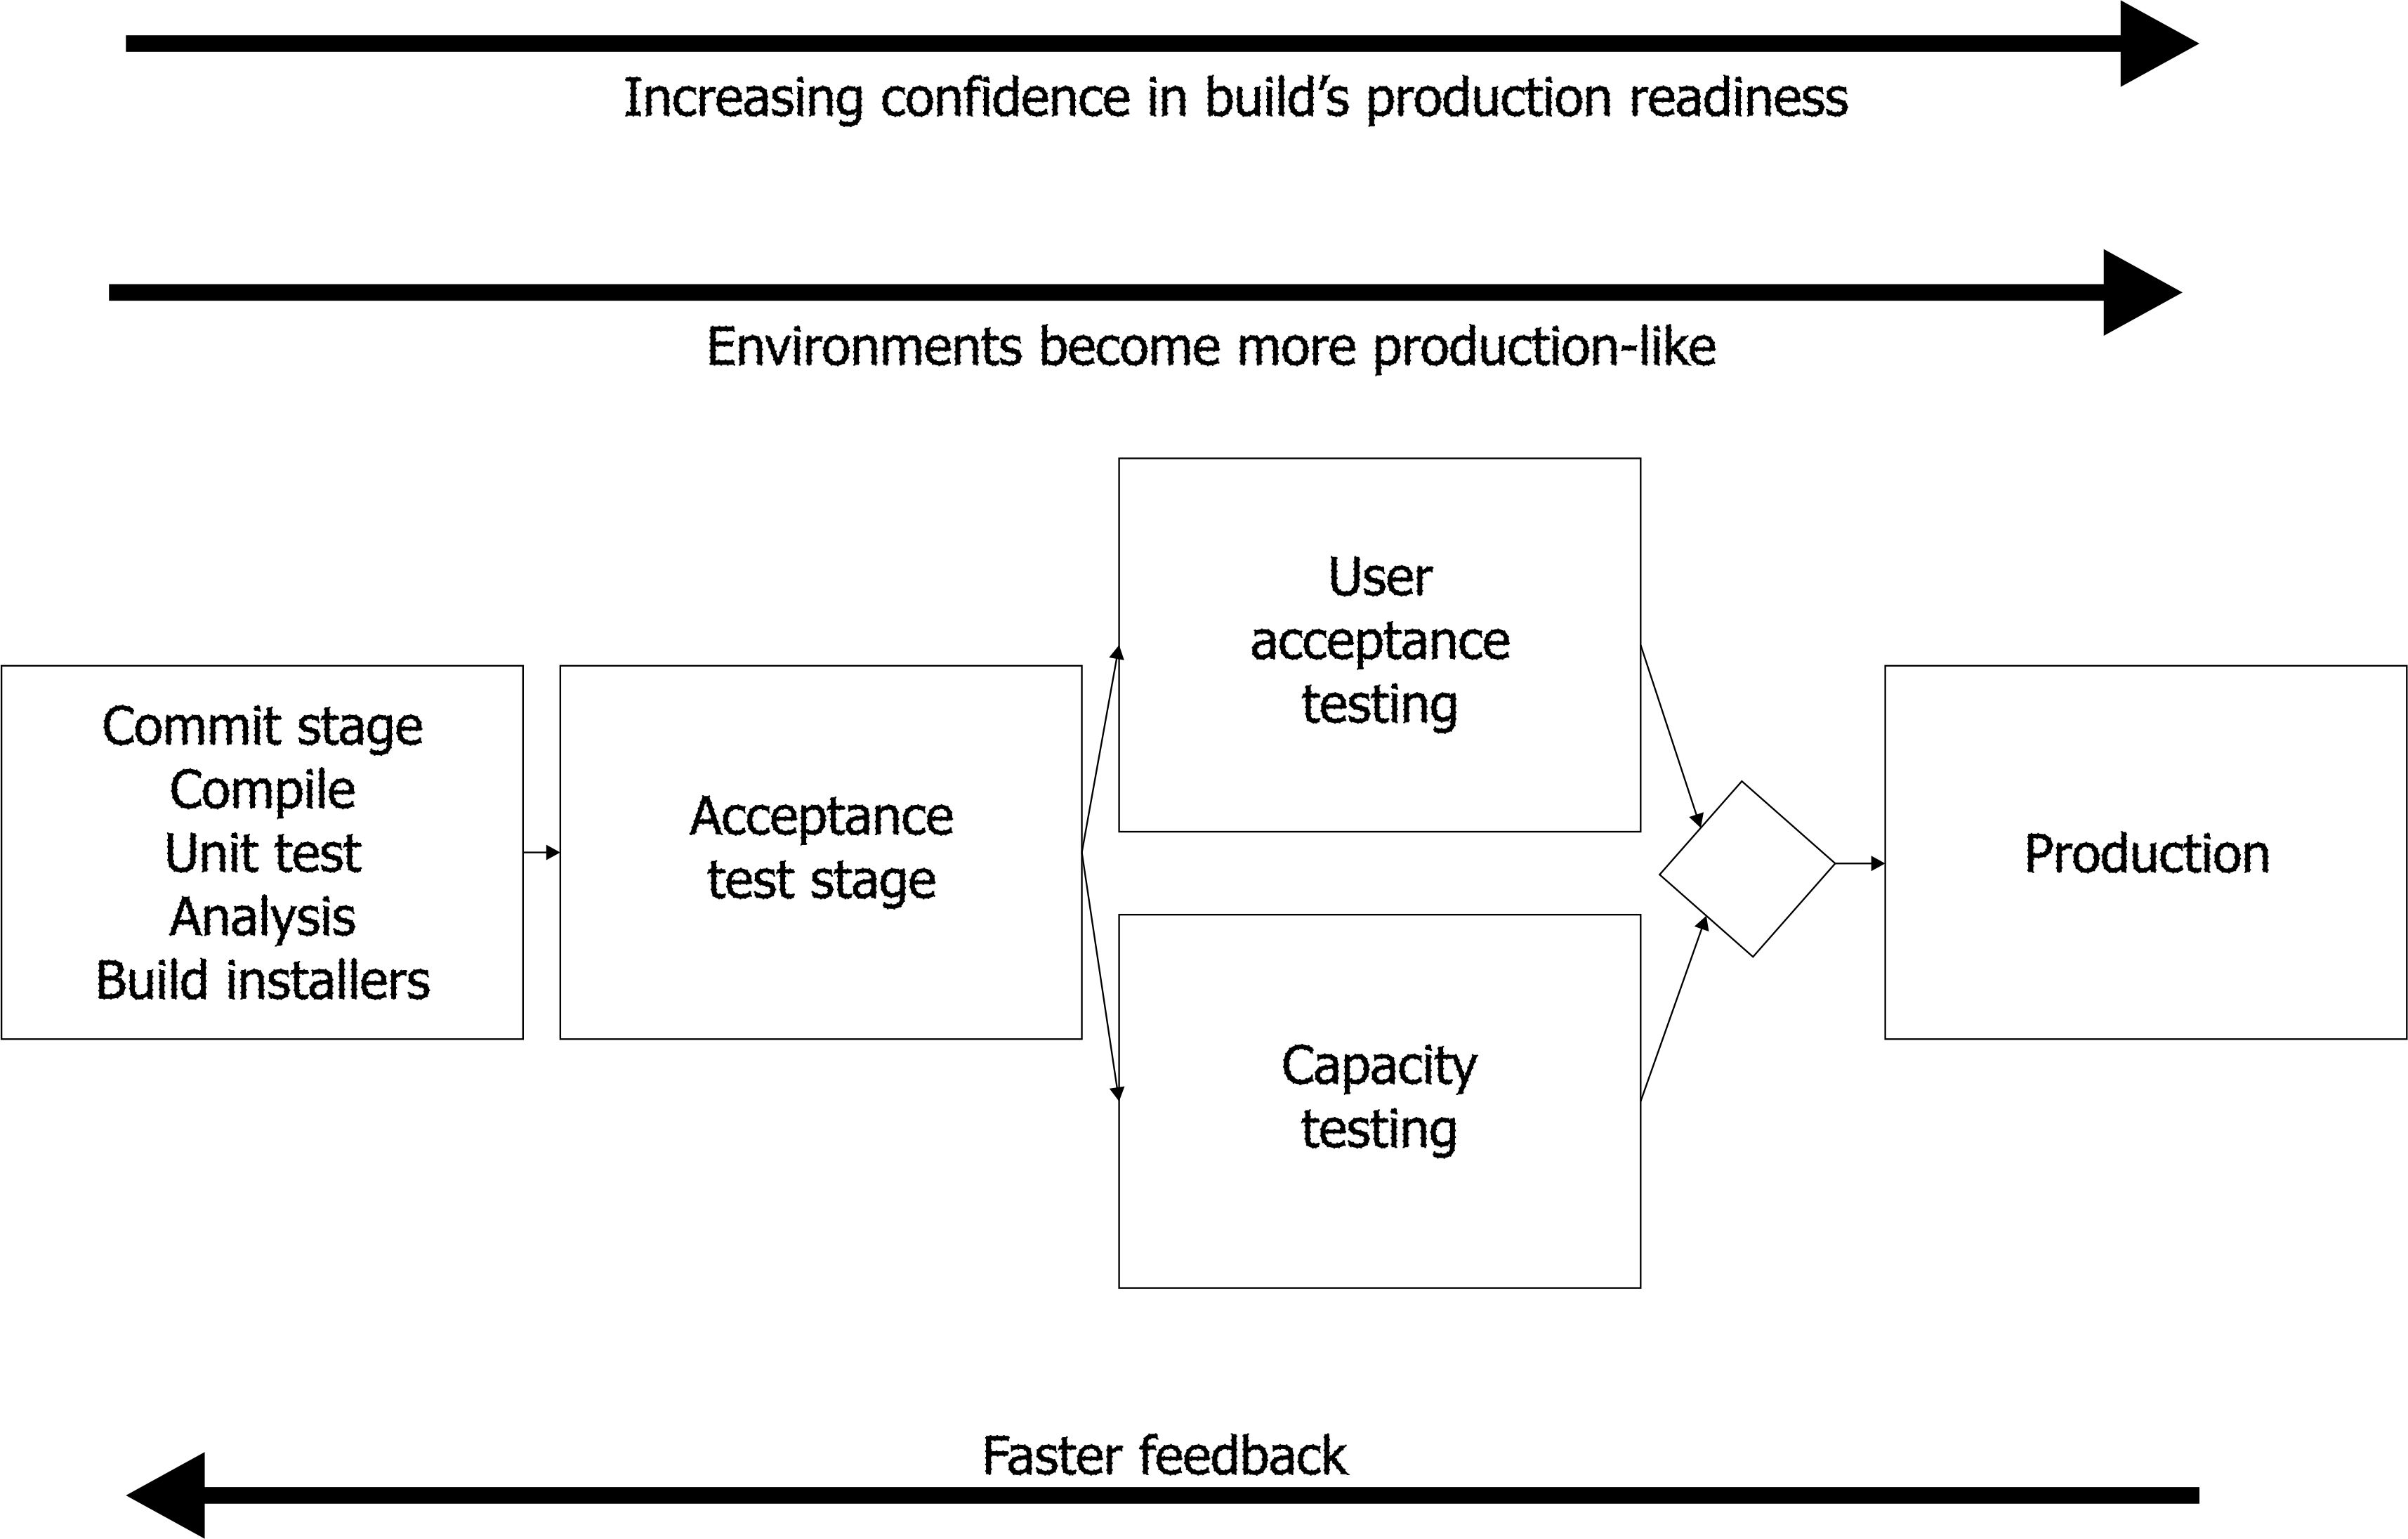 Increasing confidence in build’s production readiness
Environments become more production-like
Commit stage
Compile
Unit test
Analysis
Build installers
Acceptance
test stage
User
acceptance
testing
Capacity
testing
Production
Faster feedback